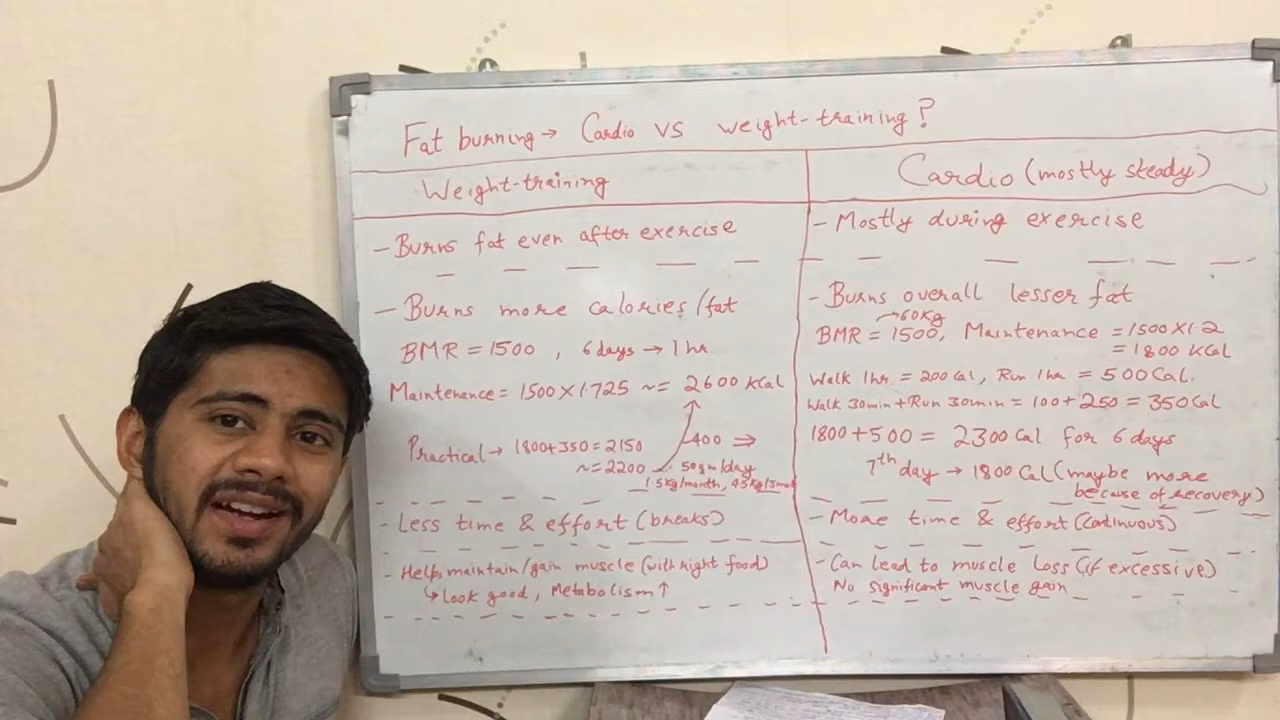 Fat burning → Cardio VS weight-training?
Weight-training
- Burns fat even after exercise
- Burns more calories/fat
BMR = 1500 , 6 days → 1 hr
Maintenance = 1500 X 1.725 ~= 2600 KCal
Practical → 1800+350 = 2150
~= 2200
400 ⇒
50gm/day
1.5kg/month, 4.5kg/3mo
- Less time & effort (breaks)
- Helps maintain/gain muscle (with right food)
↳ Look good, Metabolism ↑
Cardio (mostly steady)
- Mostly during exercise
- Burns overall lesser fat
→ 60Kg
BMR = 1500, Maintenance = 1500 X 1.2
= 1800 KCal
Walk 1hr. = 200 Cal, Run 1hr = 500 Cal.
Walk 30min + Run 30min = 100 + 250 = 350 Cal
1800 + 500 = 2300 Cal for 6 days
7th day → 1800 Cal (maybe more
because of recovery)
- More time & effort (continuous)
- Can lead to muscle loss (if excessive)
No significant muscle gain